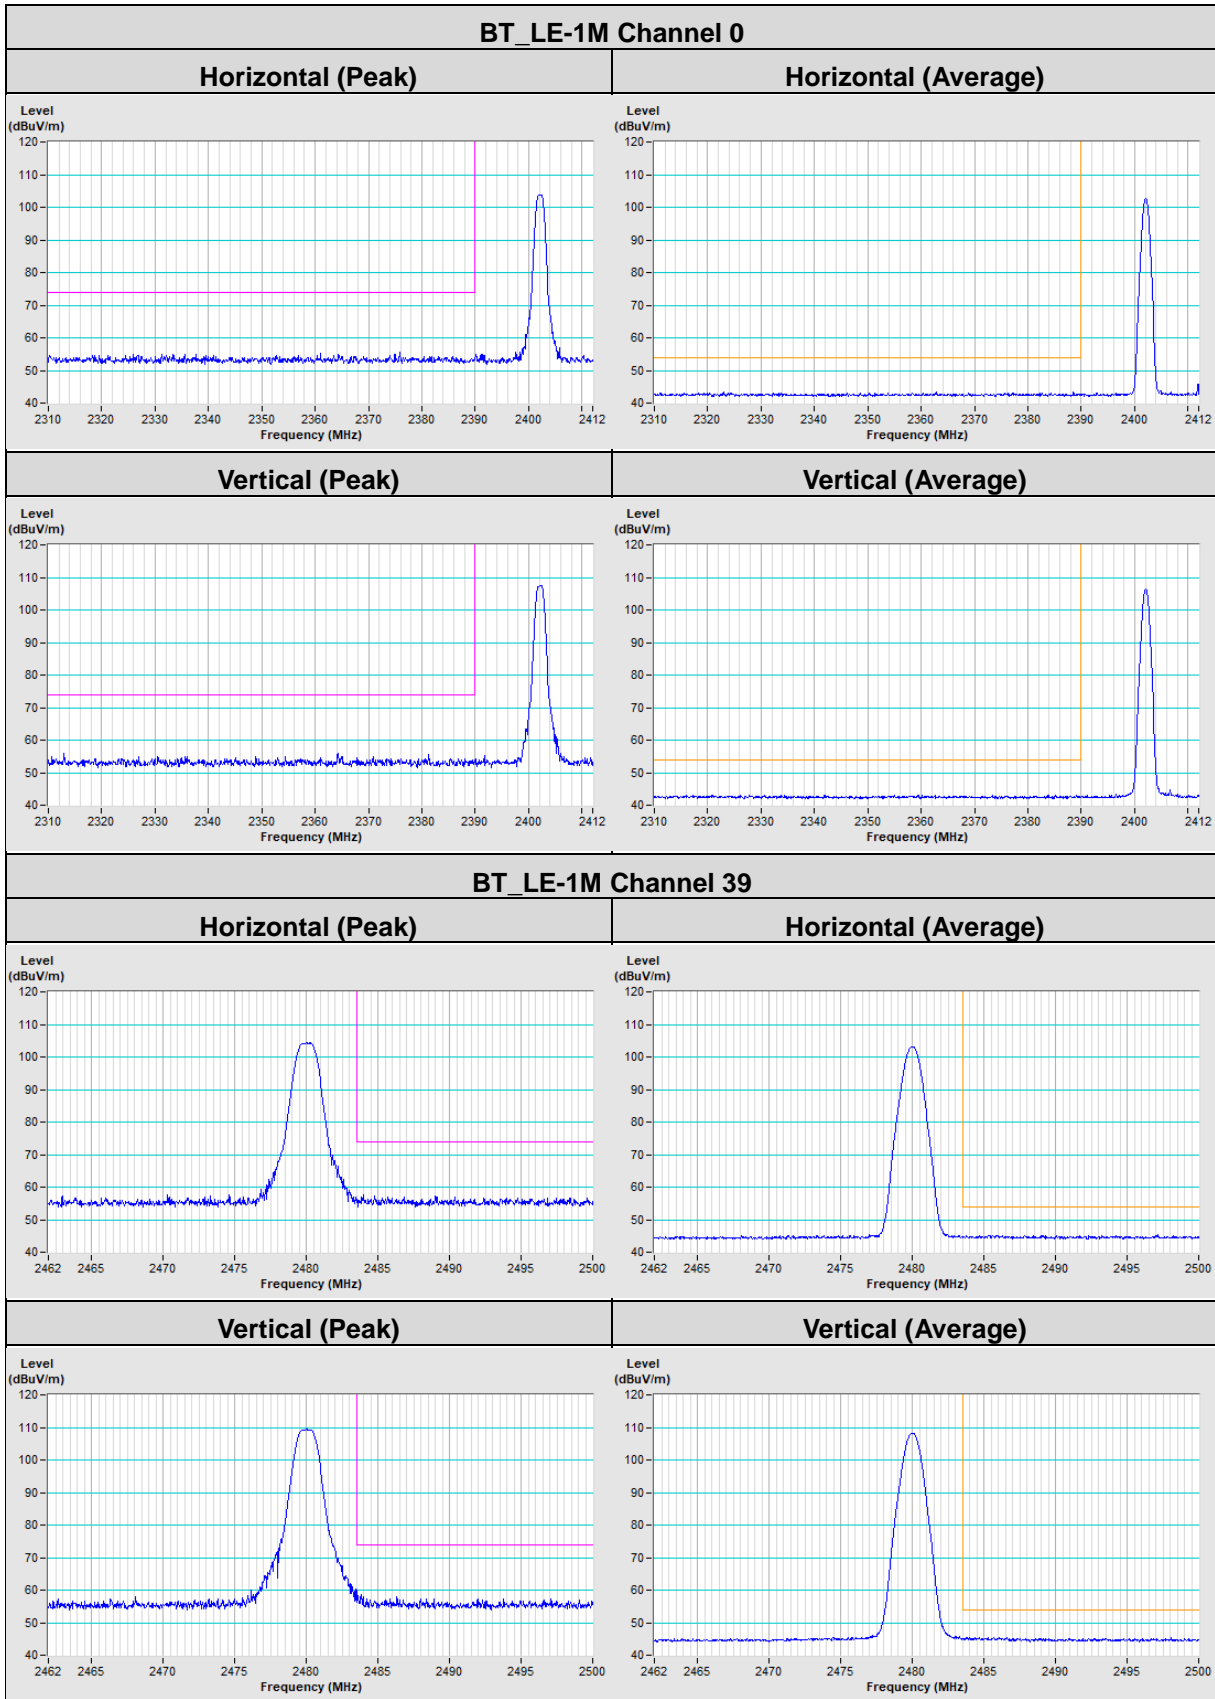 BT_LE-1M Channel 0
Horizontal (Peak) Horizontal (Average)
Level
(dBuV/m)
120
110
100
90
80
70
60
50
40
2310 2320 2330 2340 2350 2360 2370 2380 2390 2400 2412
Frequency (MHz)
Level
(dBuV/m)
120
110
100
90
80
70
60
50
40
2310 2320 2330 2340 2350 2360 2370 2380 2390 2400 2412
Frequency (MHz)
Vertical (Peak) Vertical (Average)
Level
(dBuV/m)
120
110
100
90
80
70
60
50
40
2310 2320 2330 2340 2350 2360 2370 2380 2390 2400 2412
Frequency (MHz)
Level
(dBuV/m)
120
110
100
90
80
70
60
50
40
2310 2320 2330 2340 2350 2360 2370 2380 2390 2400 2412
Frequency (MHz)
BT_LE-1M Channel 39
Horizontal (Peak) Horizontal (Average)
Level
(dBuV/m)
120
110
100
90
80
70
60
50
40
2462 2465 2470 2475 2480 2485 2490 2495 2500
Frequency (MHz)
Level
(dBuV/m)
120
110
100
90
80
70
60
50
40
2462 2465 2470 2475 2480 2485 2490 2495 2500
Frequency (MHz)
Vertical (Peak) Vertical (Average)
Level
(dBuV/m)
120
110
100
90
80
70
60
50
40
2462 2465 2470 2475 2480 2485 2490 2495 2500
Frequency (MHz)
Level
(dBuV/m)
120
110
100
90
80
70
60
50
40
2462 2465 2470 2475 2480 2485 2490 2495 2500
Frequency (MHz)